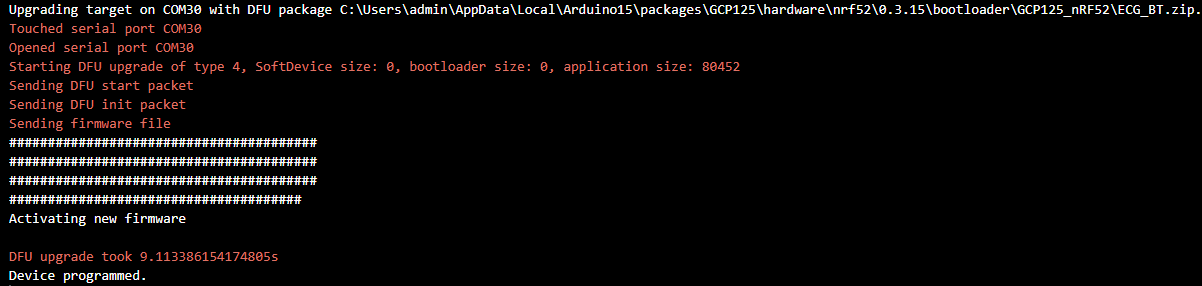 Upgrading target on COM30 with DFU package C:\Users\admin\AppData\Local\Arduino15\packages\GCP125\hardware\nrf52\0.3.15\bootloader\GCP125_nRF52\ECG_BT.zip.
Touched serial port COM30
Opened serial port COM30
Starting DFU upgrade of type 4, SoftDevice size: 0, bootloader size: 0, application size: 80452
Sending DFU start packet
Sending DFU init packet
Sending firmware file
########################################
########################################
########################################
######################################
Activating new firmware
DFU upgrade took 9.113386154174805s
Device programmed.